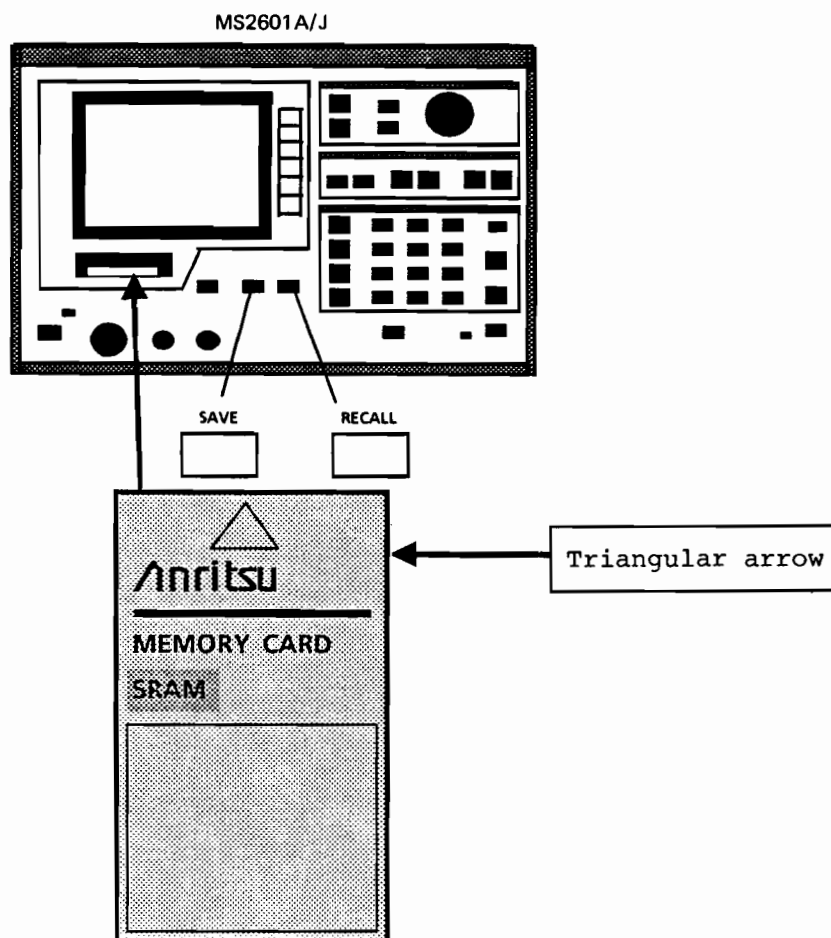 MS2601A/J
SAVE
RECALL
Anritsu
Triangular arrow
MEMORY CARD
SRAM